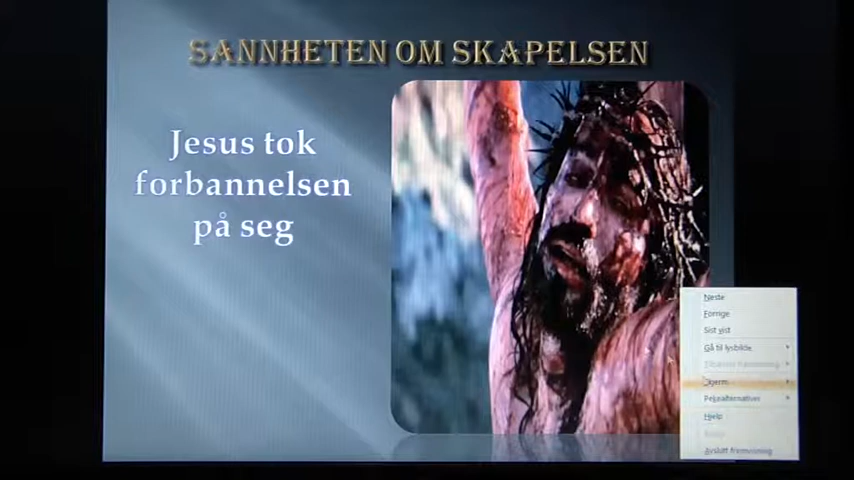 SANNHETEN OM SKAPELSEN
Jesus tok
forbannelsen
på seg
Neste
Forrige
Sist vist
Gå til lysbilde
Skjerm
Pekealternativer
Hjelp
Avslutt fremvisning